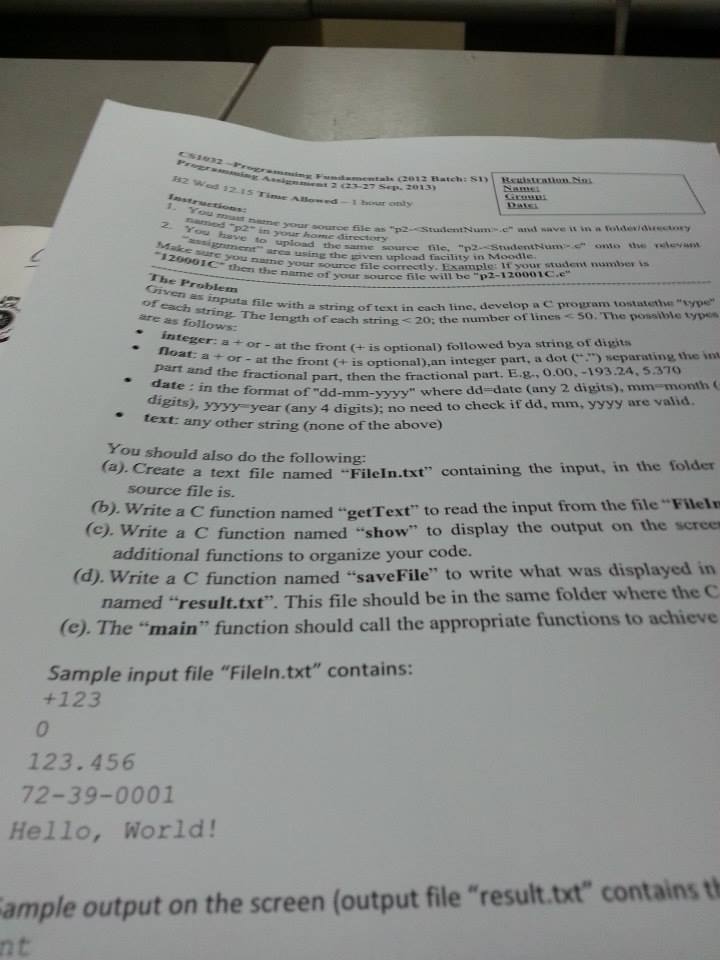 CS1032 –Programming Fundamentals (2012 Batch: S1)
Programming Assignment 2 (23-27 Sep, 2013)
B2 Wed 12.15 Time Allowed – 1 hour only
Registration No:
Name:
Group:
Date:
Instructions:
1. You must name your source file as "p2-<StudentNum>.c" and save it in a folder/directory
named "p2" in your home directory
2. You have to upload the same source file, "p2-<StudentNum>.c" onto the relevant
"assignment" area using the given upload facility in Moodle.
Make sure you name your source file correctly. Example: If your student number is
"120001C" then the name of your source file will be "p2-120001C.c"
The Problem
Given as inputa file with a string of text in each line, develop a C program tostatethe "type"
of each string. The length of each string < 20; the number of lines < 50. The possible types
are as follows:
• integer: a + or - at the front (+ is optional) followed bya string of digits
• float: a + or - at the front (+ is optional),an integer part, a dot (".") separating the int
part and the fractional part, then the fractional part. E.g., 0.00, -193.24, 5.370
• date : in the format of "dd-mm-yyyy" where dd=date (any 2 digits), mm=month (
digits), yyyy=year (any 4 digits); no need to check if dd, mm, yyyy are valid.
• text: any other string (none of the above)
You should also do the following:
(a). Create a text file named "FileIn.txt" containing the input, in the folder
source file is.
(b). Write a C function named "getText" to read the input from the file "FileIn
(c). Write a C function named "show" to display the output on the screen
additional functions to organize your code.
(d). Write a C function named "saveFile" to write what was displayed in
named "result.txt". This file should be in the same folder where the C
(e). The "main" function should call the appropriate functions to achieve
Sample input file "FileIn.txt" contains:
+123
0
123.456
72-39-0001
Hello, World!
Sample output on the screen (output file "result.txt" contains th
nt